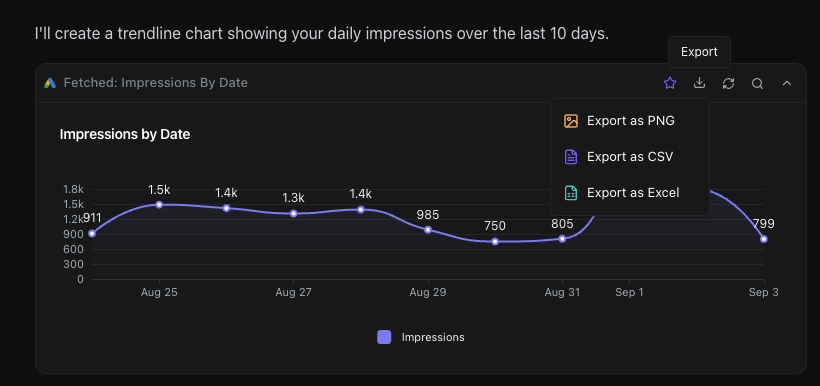 I'll create a trendline chart showing your daily impressions over the last 10 days.
Export
Fetched: Impressions By Date
Export as PNG
Export as CSV
Export as Excel
Impressions by Date
1.8k
1.5k
1.2k
900
600
300
0
911
1.5k
1.4k
1.3k
1.4k
985
750
805
799
Aug 25
Aug 27
Aug 29
Aug 31
Sep 1
Sep 3
Impressions